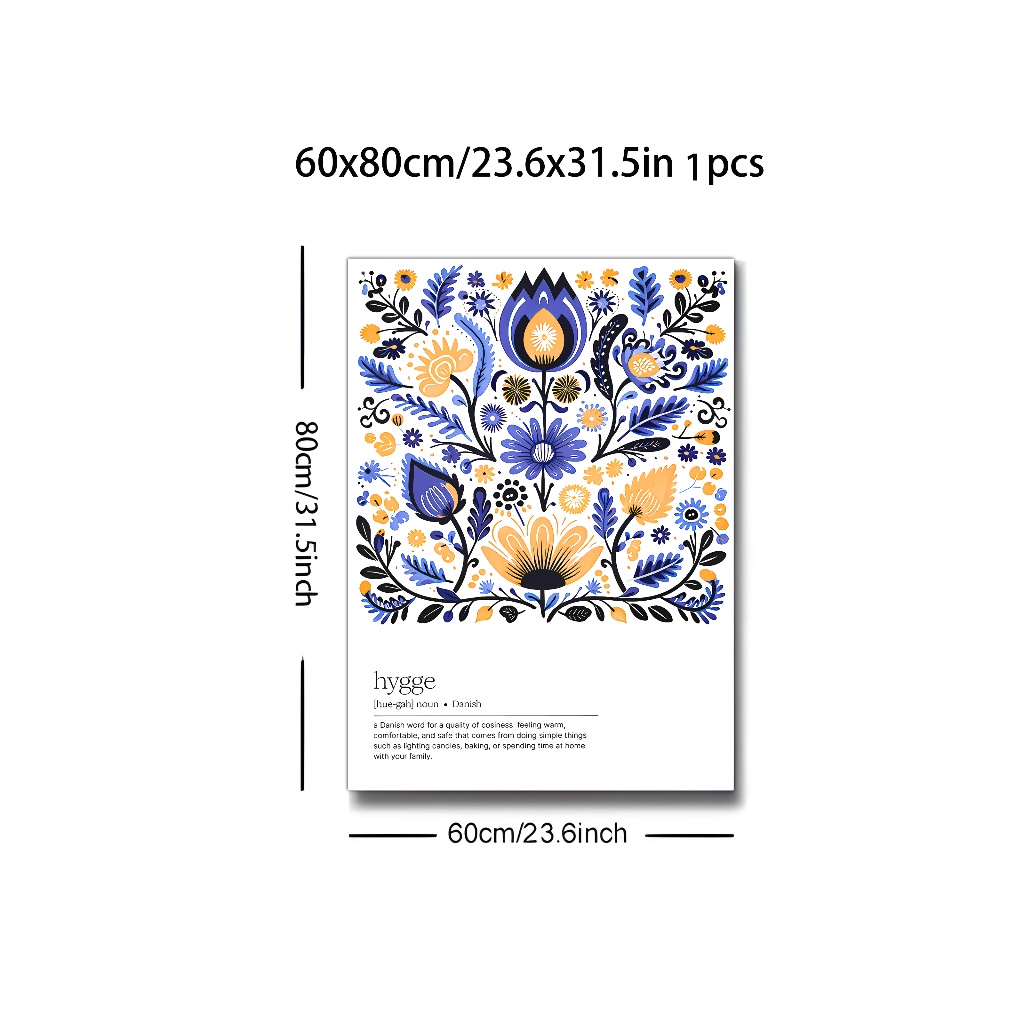 60x80cm/23.6x31.5in 1pcs
80cm/31.5inch
hygge
[hue-gah] noun • Danish
a Danish word for a quality of cosiness. feeling warm,
comfortable, and safe that comes from doing simple things
such as lighting candles, baking, or spending time at home
with your family.
60cm/23.6inch